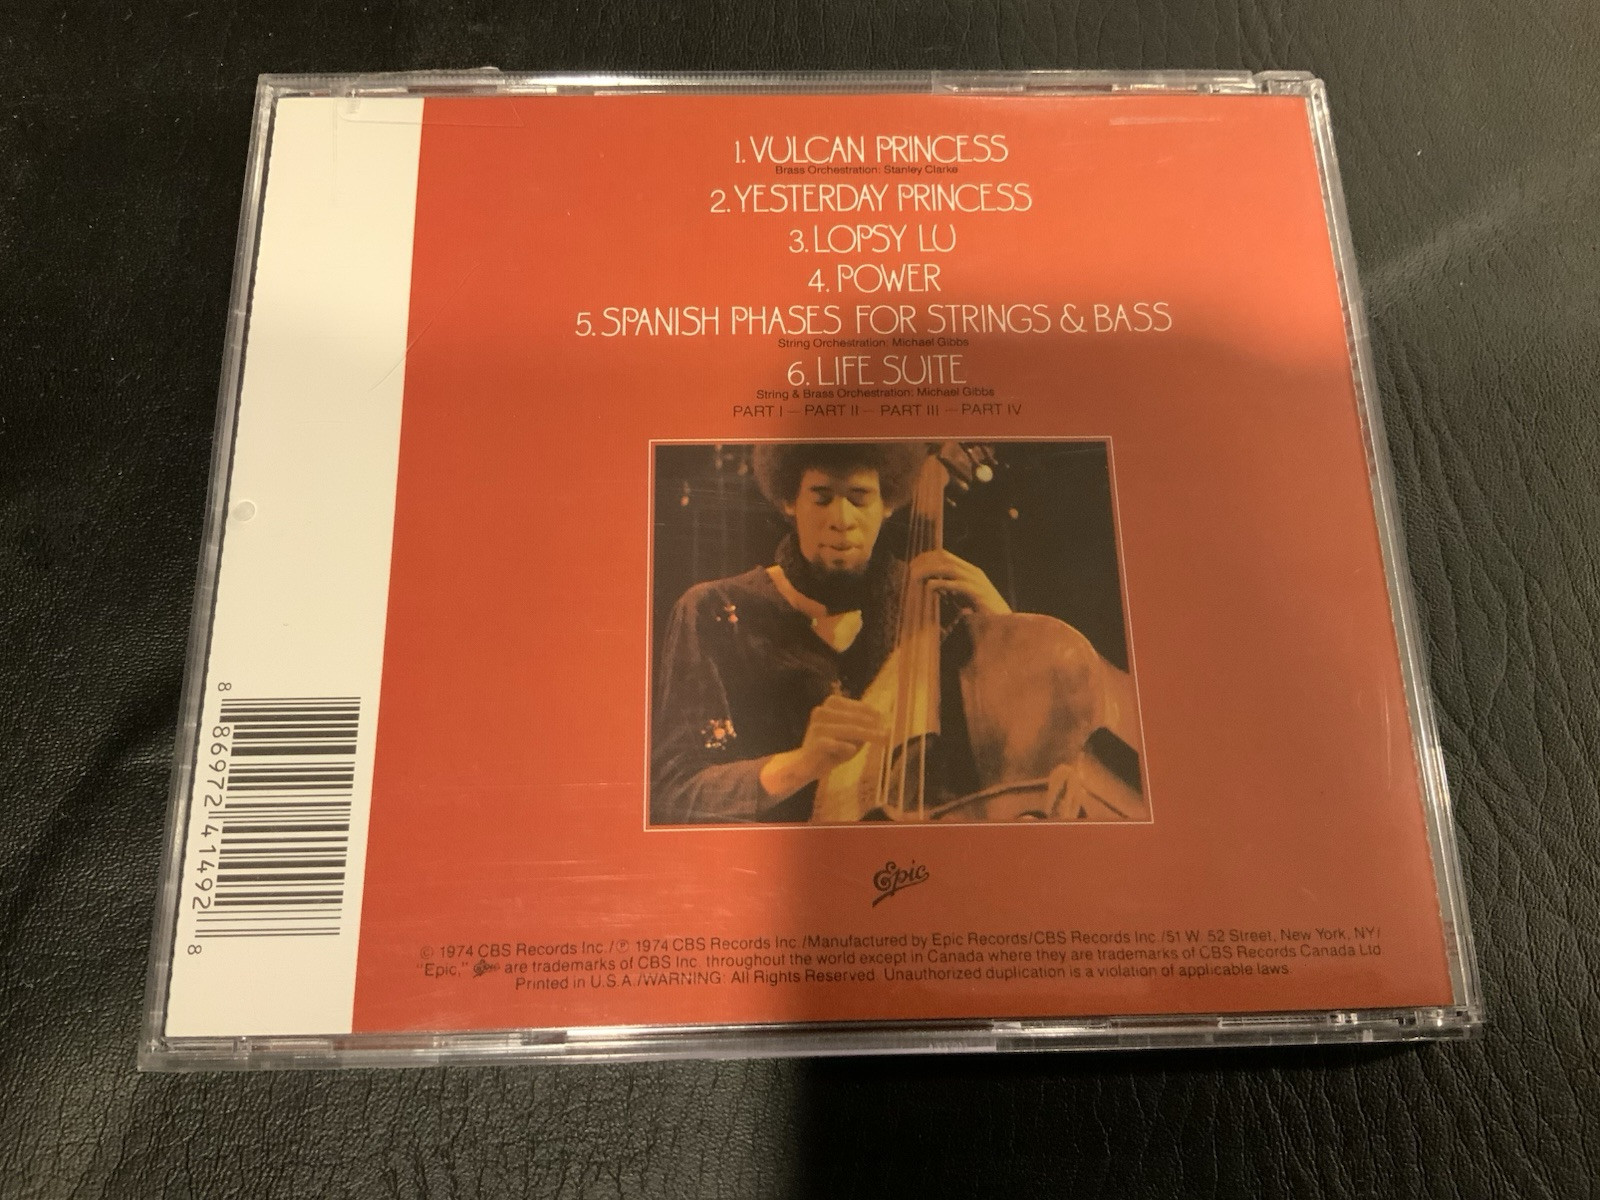 1. VULCAN PRINCESS
Brass Orchestration: Stanley Clarke
2. YESTERDAY PRINCESS
3. LOPSY LU
4. POWER
5. SPANISH PHASES FOR STRINGS & BASS
String Orchestration: Michael Gibbs
6. LIFE SUITE
String & Brass Orchestration: Michael Gibbs
PART I — PART II — PART III — PART IV
Epic
© 1974 CBS Records Inc./℗ 1974 CBS Records Inc./Manufactured by Epic Records/CBS Records Inc./51 W. 52 Street, New York, NY/
"Epic," Epic are trademarks of CBS Inc. throughout the world except in Canada where they are trademarks of CBS Records Canada Ltd.
Printed in U.S.A./WARNING: All Rights Reserved. Unauthorized duplication is a violation of applicable laws.
8 86972 41492 8